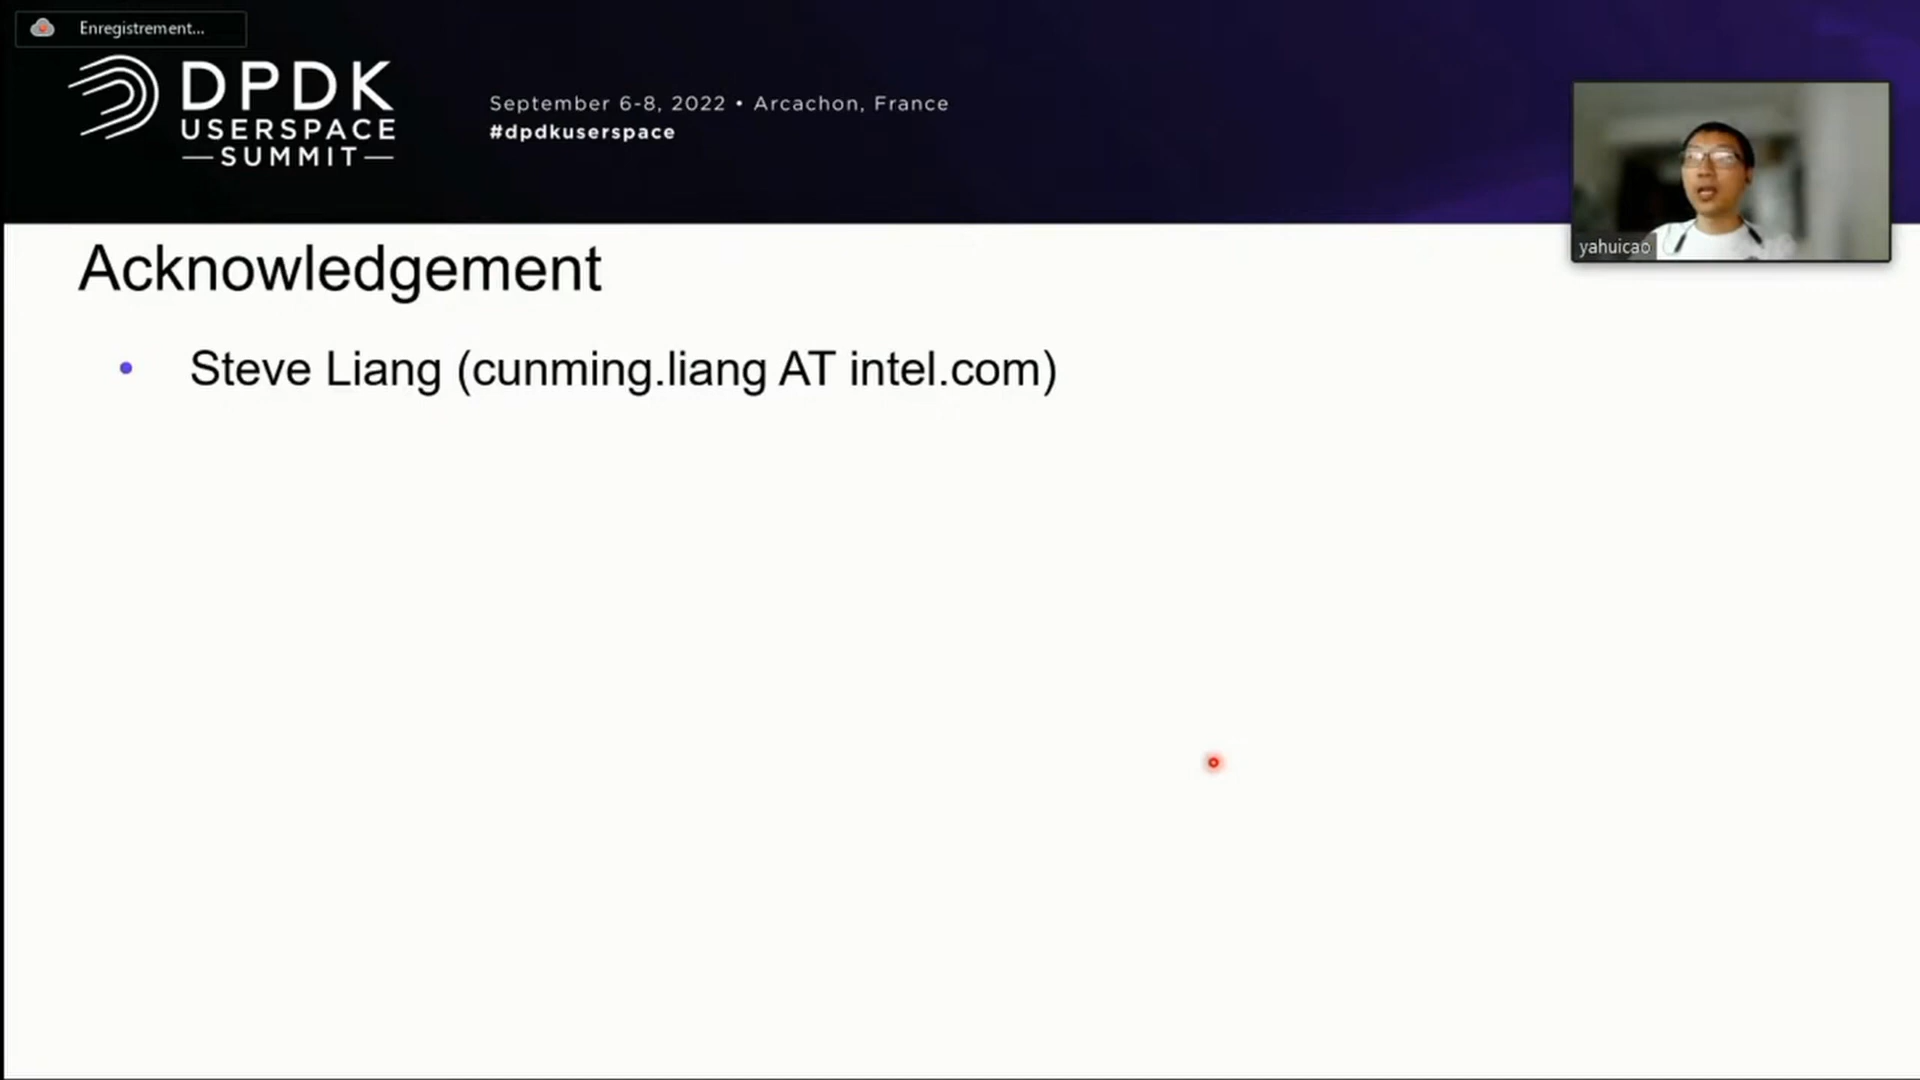 Enregistrement...
DPDK
USERSPACE
SUMMIT
September 6-8, 2022 • Arcachon, France
#dpdkuserspace
yahuicao
Acknowledgement
• Steve Liang (cunming.liang AT intel.com)